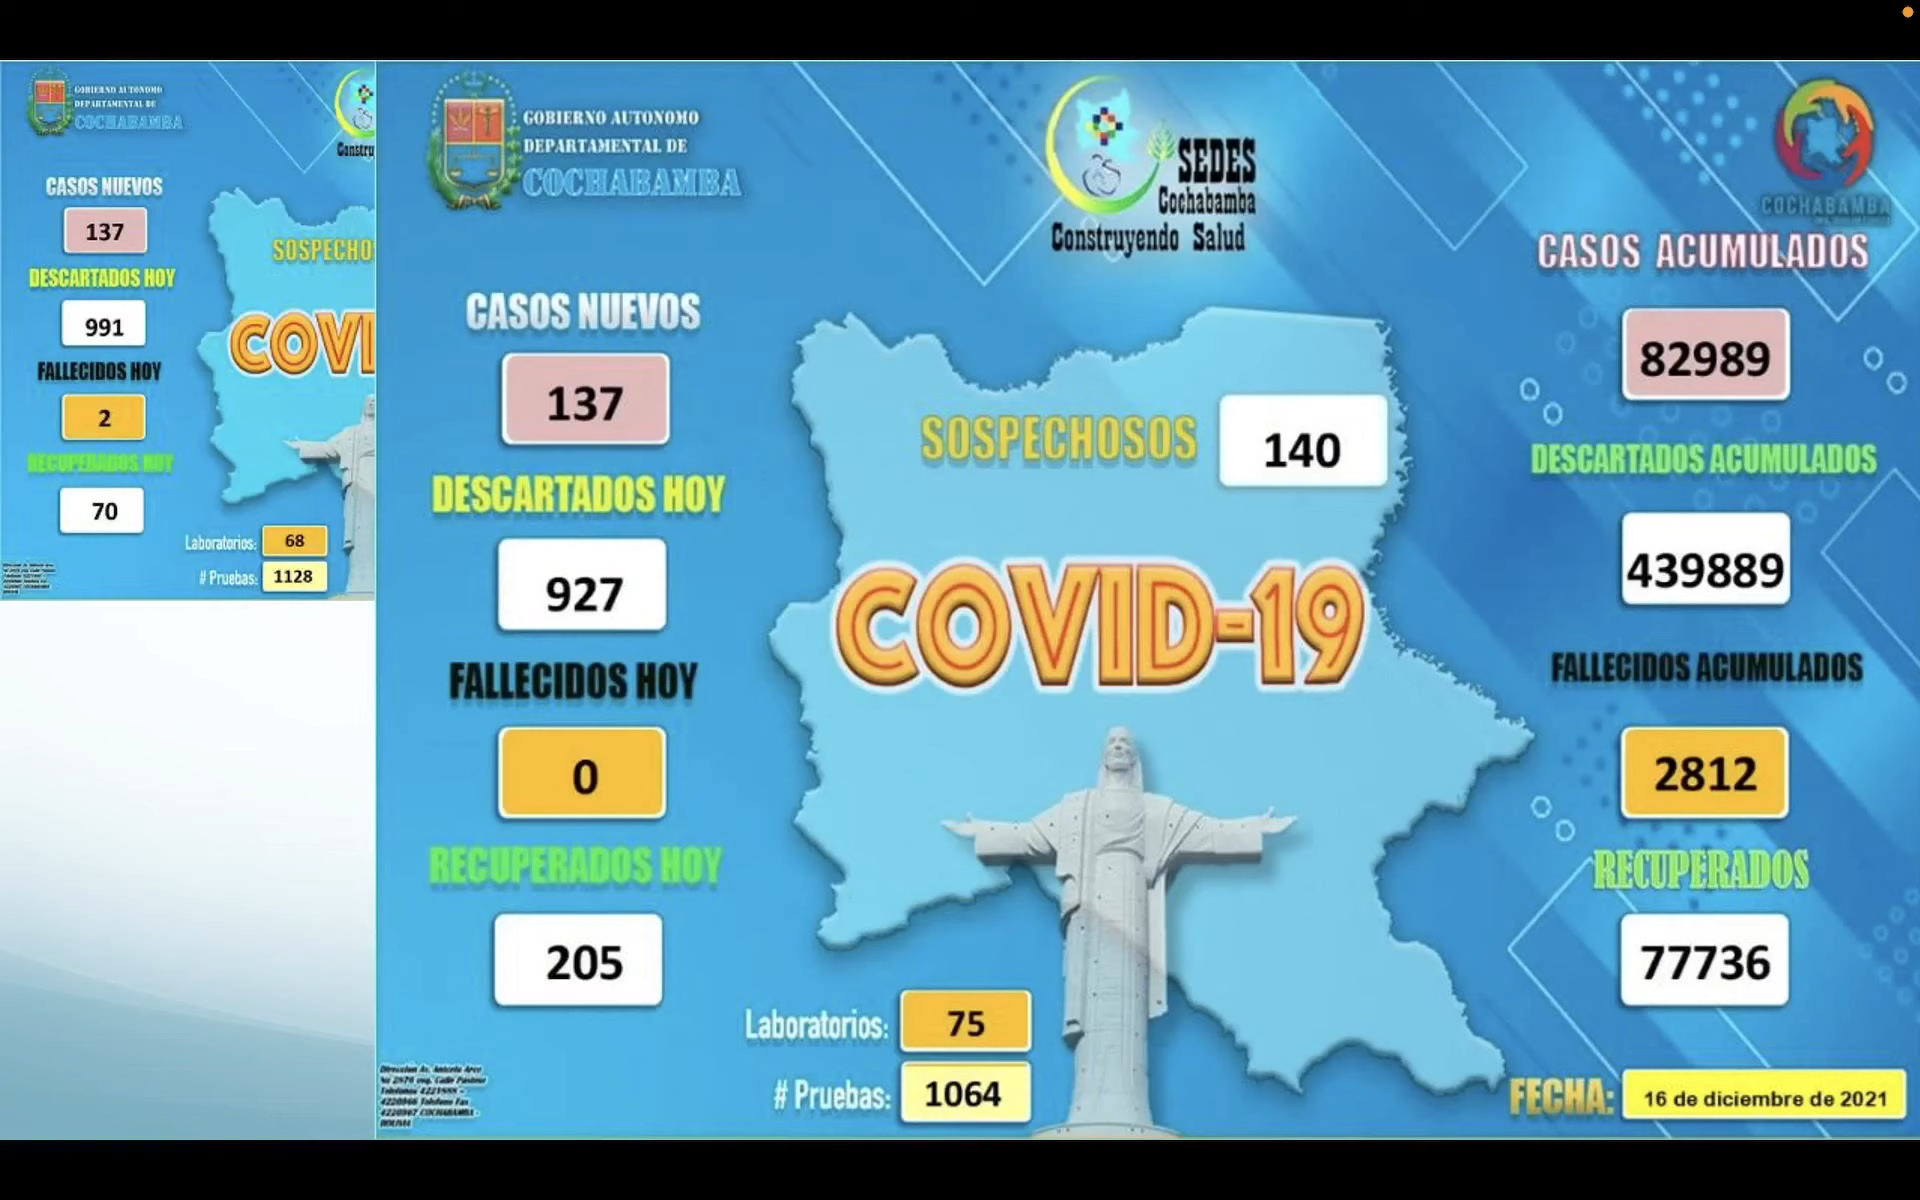 GOBIERNO AUTONOMO
DEPARTAMENTAL DE
COCHABAMBA
Constru
CASOS NUEVOS
137
DESCARTADOS HOY
991
FALLECIDOS HOY
2
RECUPERADOS HOY
70
SOSPECHO
COVI
Laboratorios: 68
# Pruebas: 1128
GOBIERNO AUTONOMO
DEPARTAMENTAL DE
COCHABAMBA
SEDES
Cochabamba
Construyendo Salud
COCHABAMBA
CASOS NUEVOS
137
DESCARTADOS HOY
927
FALLECIDOS HOY
0
RECUPERADOS HOY
205
SOSPECHOSOS 140
COVID-19
Laboratorios: 75
# Pruebas: 1064
CASOS ACUMULADOS
82989
DESCARTADOS ACUMULADOS
439889
FALLECIDOS ACUMULADOS
2812
RECUPERADOS
77736
FECHA: 16 de diciembre de 2021